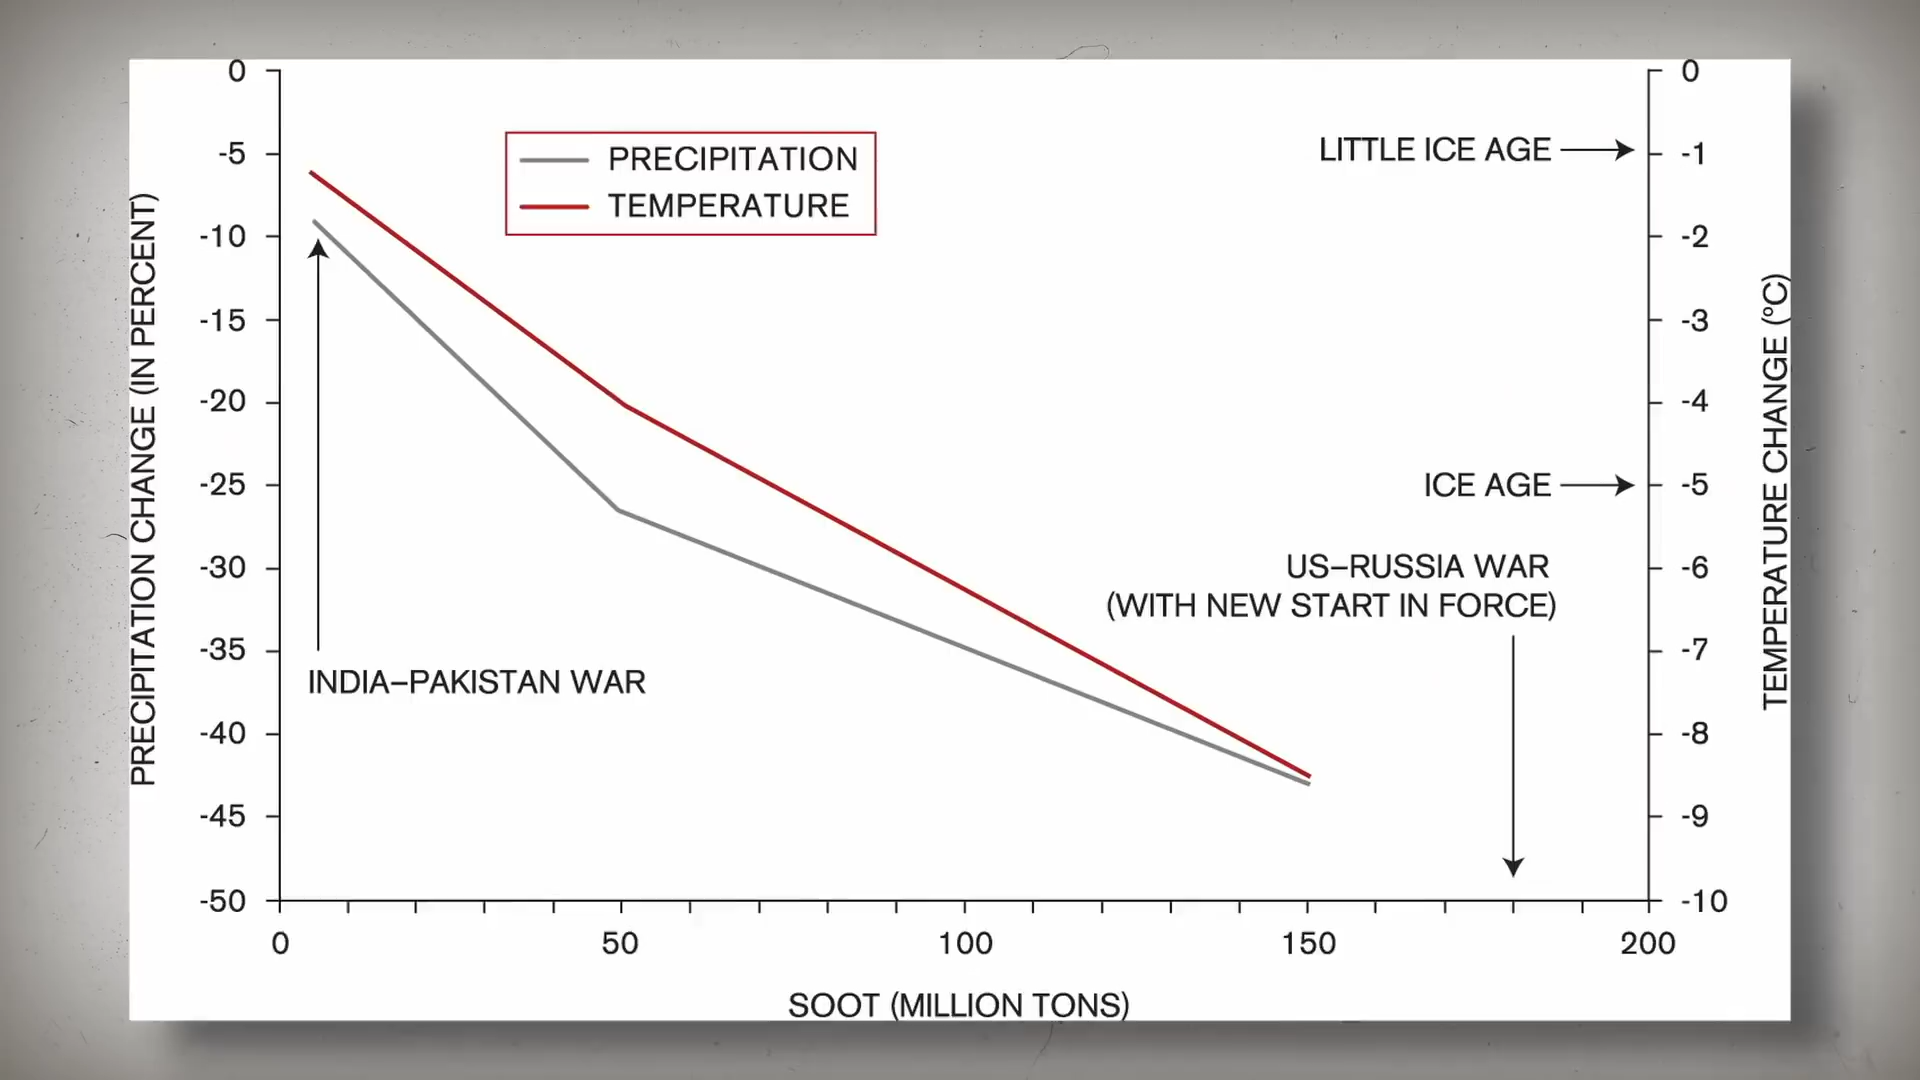 0
-5
-10
-15
-20
-25
-30
-35
-40
-45
-50
PRECIPITATION CHANGE (IN PERCENT)
PRECIPITATION
TEMPERATURE
LITTLE ICE AGE
ICE AGE
US–RUSSIA WAR
(WITH NEW START IN FORCE)
INDIA–PAKISTAN WAR
0
-1
-2
-3
-4
-5
-6
-7
-8
-9
-10
TEMPERATURE CHANGE (ºC)
0 50 100 150 200
SOOT (MILLION TONS)